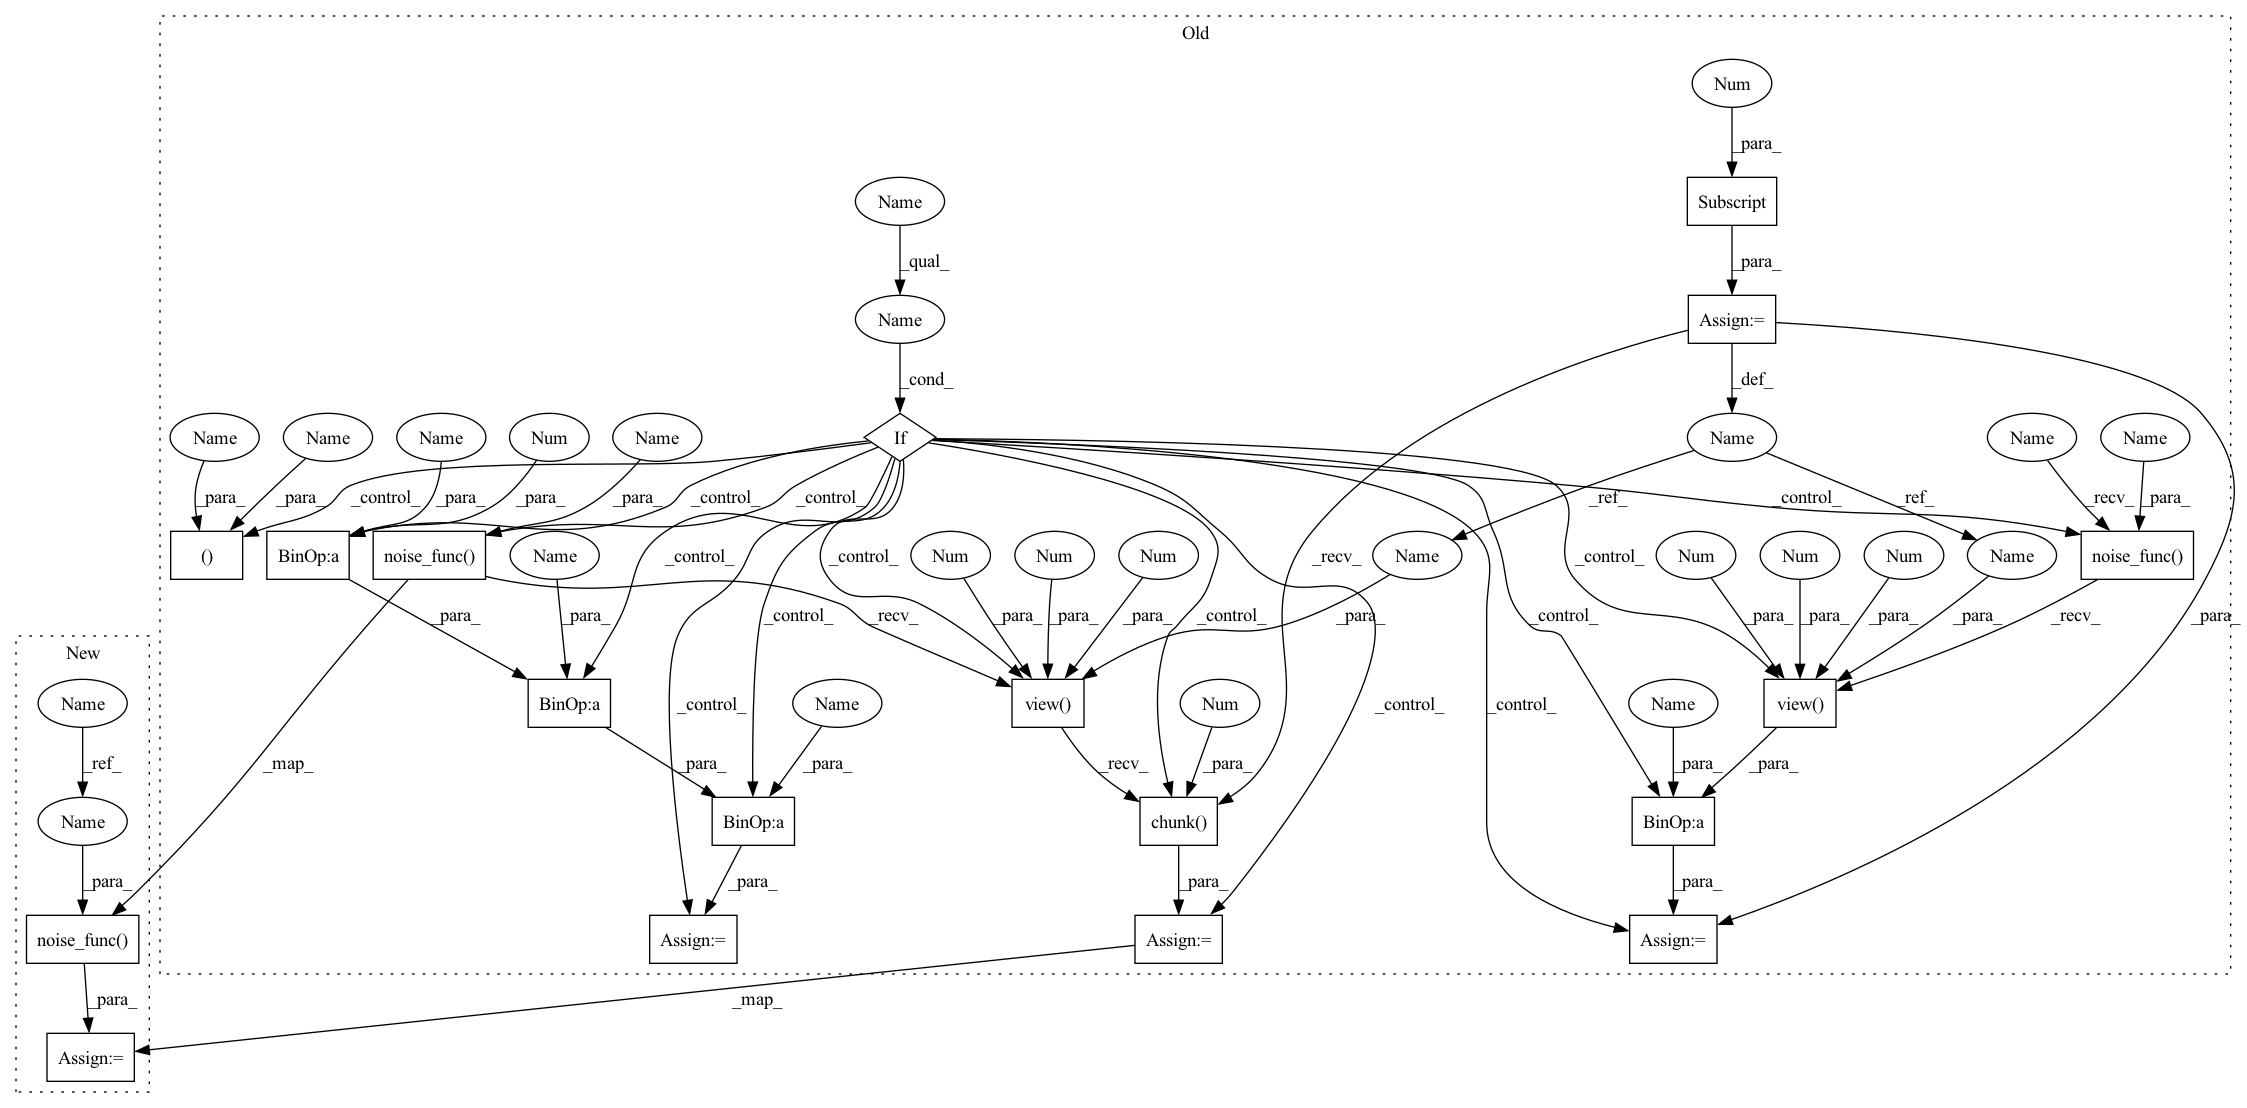 Old
Num
_para_
Name
Subscript
_qual_
_para_
Name
Assign:=
_cond_
_def_
Name
Name
Name
Num
Name
If
Name
Name
Name
_para_
_para_
_control_
_para_
_para_
_para_
_control_
_control_
_ref_
_control_
_ref_
_recv_
_para_
()
BinOp:a
noise_func()
Name
_control_
_control_
Num
Num
Num
_recv_
Name
_control_
Num
Num
Num
Name
noise_func()
_para_
_para_
_control_
_recv_
_para_
_para_
_para_
_control_
_para_
_control_
_para_
_para_
_para_
_para_
_recv_
_para_
New
Name
BinOp:a
_control_
Name
view()
Num
_control_
_control_
Name
view()
_ref_
_map_
_para_
_para_
_recv_
_para_
_para_
_para_
Name
BinOp:a
chunk()
BinOp:a
_para_
_para_
_para_
_para_
noise_func()
Assign:=
Assign:=
Assign:=
_para_
_map_
Assign:=